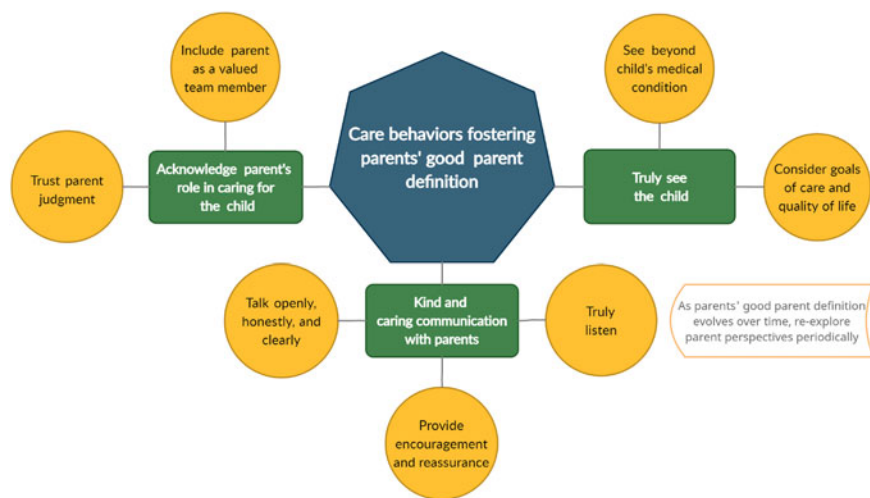 Include parent
as a valued
team member
See beyond
child's medical
condition
Care behaviors fostering
parents' good parent
definition
Trust parent
judgment
Acknowledge parent's
role in caring for
the child
Truly see
the child
Consider goals
of care and
quality of life
Talk openly,
honestly, and
clearly
Kind and
caring communication
with parents
Truly
listen
As parents' good parent definition
evolves over time, re-explore
parent perspectives periodically
Provide
encouragement
and reassurance